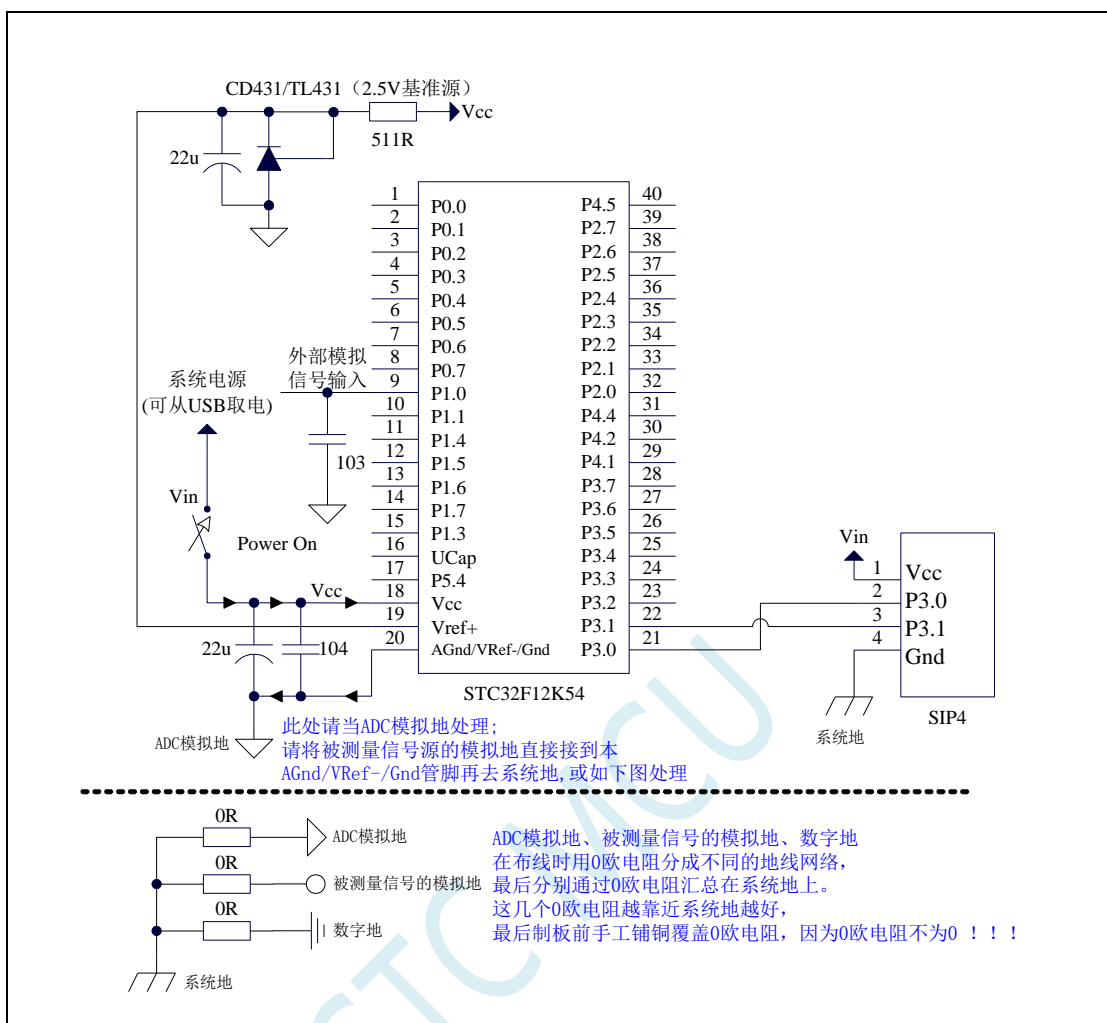 CD431/TL431（2.5V基准源）
Vcc
511R
22u
1
P0.0
2
P0.1
3
P0.2
4
P0.3
5
P0.4
6
P0.5
7
P0.6
8
P0.7
9
P1.0
10
P1.1
11
P1.4
12
P1.5
13
P1.6
14
P1.7
15
P1.3
16
UCap
17
P5.4
18
Vcc
19
Vref+
20
AGnd/VRef-/Gnd
40
P4.5
39
P2.7
38
P2.6
37
P2.5
36
P2.4
35
P2.3
34
P2.2
33
P2.1
32
P2.0
31
P4.4
30
P4.2
29
P4.1
28
P3.7
27
P3.6
26
P3.5
25
P3.4
24
P3.3
23
P3.2
22
P3.1
21
P3.0
STC32F12K54
外部模拟
信号输入
103
系统电源
(可从USB取电)
Vin
Power On
Vcc
22u
104
ADC模拟地
Vin
1
Vcc
2
P3.0
3
P3.1
4
Gnd
SIP4
系统地
此处请当ADC模拟地处理;
请将被测量信号源的模拟地直接接到本
AGnd/VRef-/Gnd管脚再去系统地,或如下图处理
0R
ADC模拟地
0R
被测量信号的模拟地
0R
数字地
系统地
ADC模拟地、被测量信号的模拟地、数字地
在布线时用0欧电阻分成不同的地线网络，
最后分别通过0欧电阻汇总在系统地上。
这几个0欧电阻越靠近系统地越好，
最后制板前手工铺铜覆盖0欧电阻，因为0欧电阻不为0 ！！！
STC MCU